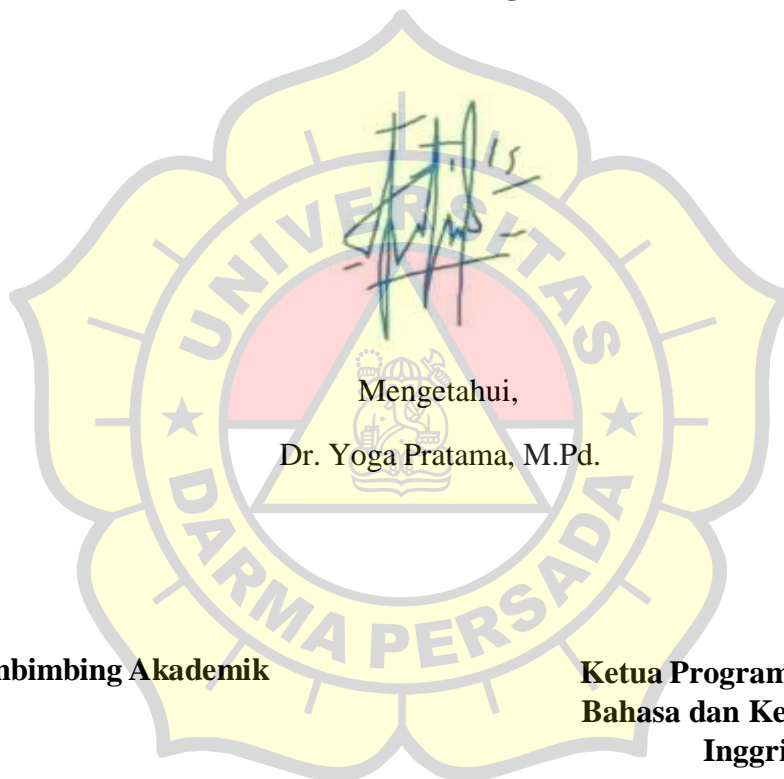 Mengetahui,
Dr. Yoga Pratama, M.Pd.
UNIVERSITAS
DARMA PERSADA
mbimbing Akademik
Ketua Program
Bahasa dan Ke
Inggri